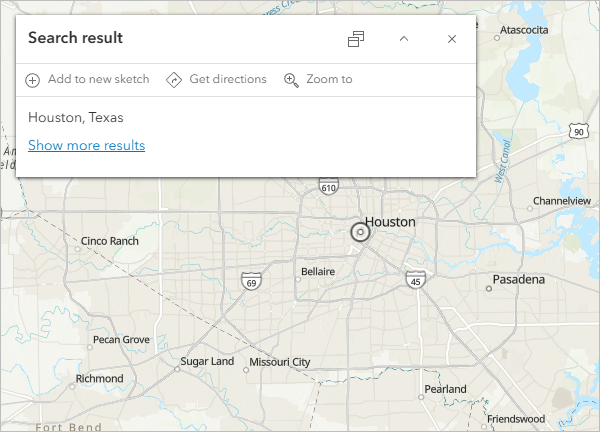 Search result
Atascocita
Add to new sketch Get directions Zoom to
Houston, Texas
90
Show more results
West Canal
610
Channelview
Houston
Cinco Ranch
Bellaire
69
45
Pasadena
Pecan Grove
Sugar Land
Missouri City
Richmond
Pearland
Friendswood
Fort Bend